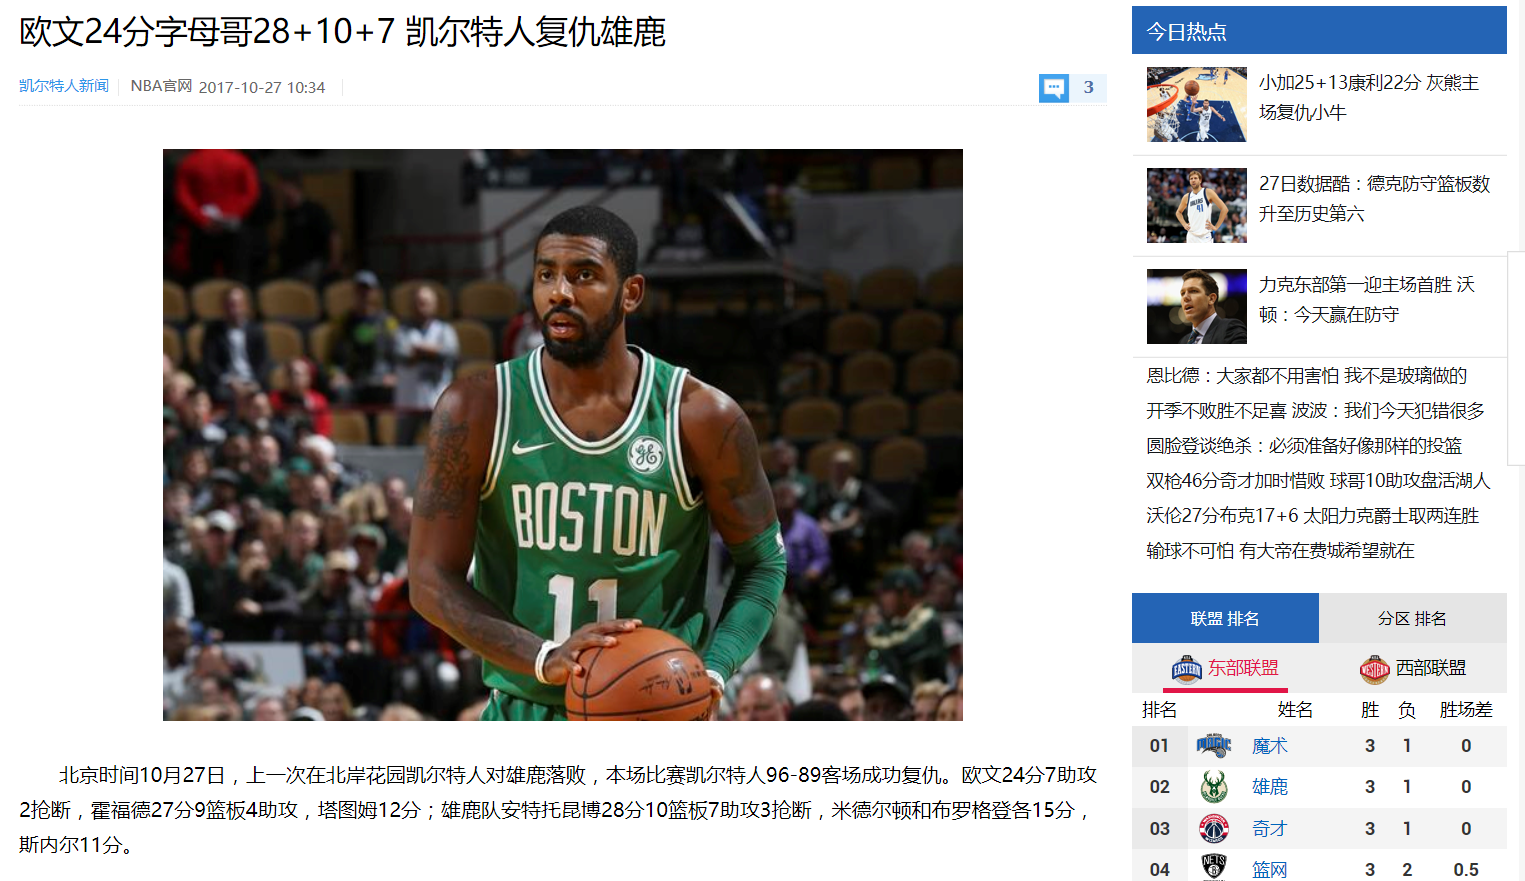 欧文24分字母哥28+10+7 凯尔特人复仇雄鹿
凯尔特人新闻 NBA官网 2017-10-27 10:34 3
GE
BOSTON
11
北京时间10月27日，上一次在北岸花园凯尔特人对雄鹿落败，本场比赛凯尔特人96-89客场成功复仇。欧文24分7助攻
2抢断，霍福德27分9篮板4助攻，塔图姆12分；雄鹿队安特托昆博28分10篮板7助攻3抢断，米德尔顿和布罗格登各15分，
斯内尔11分。
今日热点
小加25+13康利22分 灰熊主
场复仇小牛
27日数据酷：德克防守篮板数
升至历史第六
41
力克东部第一迎主场首胜 沃
顿：今天赢在防守
恩比德：大家都不用害怕 我不是玻璃做的
开季不败胜不足喜 波波：我们今天犯错很多
圆脸登谈绝杀：必须准备好像那样的投篮
双枪46分奇才加时惜败 球哥10助攻盘活湖人
沃伦27分布克17+6 太阳力克爵士取两连胜
输球不可怕 有大帝在费城希望就在
联盟 排名 分区 排名
EASTERN 东部联盟 WESTERN 西部联盟
排名 姓名 胜 负 胜场差
01 MAGIC 魔术 3 1 0
02 雄鹿 3 1 0
03 奇才 3 1 0
04 NETS B 篮网 3 2 0.5